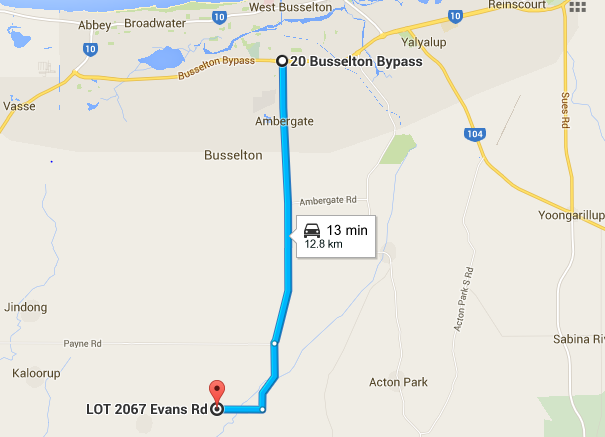 West Busselton
Reinscourt
10
Abbey
Broadwater
10
Yalyalup
10
Busselton Bypass
20 Busselton Bypass
Vasse
Ambergate
104
Sues Rd
Busselton
Ambergate Rd
Yoongarillup
13 min
12.8 km
Acton Park S Rd
Jindong
Payne Rd
Sabina Riv
Kaloorup
Acton Park
LOT 2067 Evans Rd